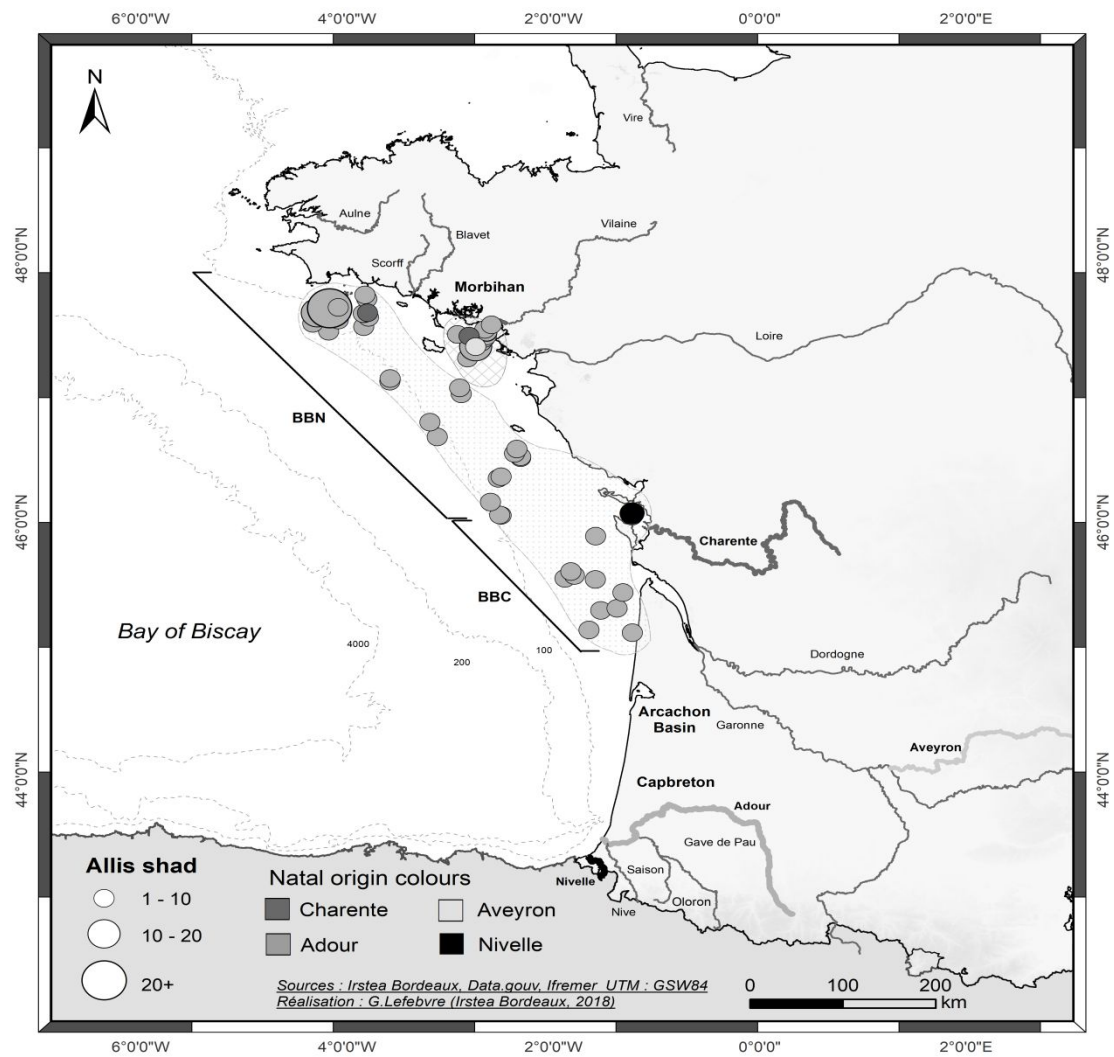 6°0'0"W 4°0'0"W 2°0'0"W 0°0'0" 2°0'0"E
N
Vire
48°0'0"N
48°0'0"N
Aulne
Blavet
Vilaine
Scorff
Morbihan
Loire
BBN
46°0'0"N
46°0'0"N
Charente
BBC
Bay of Biscay
4000
200
100
Dordogne
Arcachon
Basin
Garonne
Aveyron
44°0'0"N
44°0'0"N
Capbreton
Adour
Gave de Pau
Nivelle
Saison
Oloron
Nive
Allis shad
1 - 10
10 - 20
20+
Natal origin colours
Charente
Aveyron
Adour
Nivelle
Sources : Irstea Bordeaux, Data.gouv, Ifremer UTM : GSW84
Réalisation : G.Lefebvre (Irstea Bordeaux, 2018)
0 100 200
km
6°0'0"W 4°0'0"W 2°0'0"W 0°0'0" 2°0'0"E